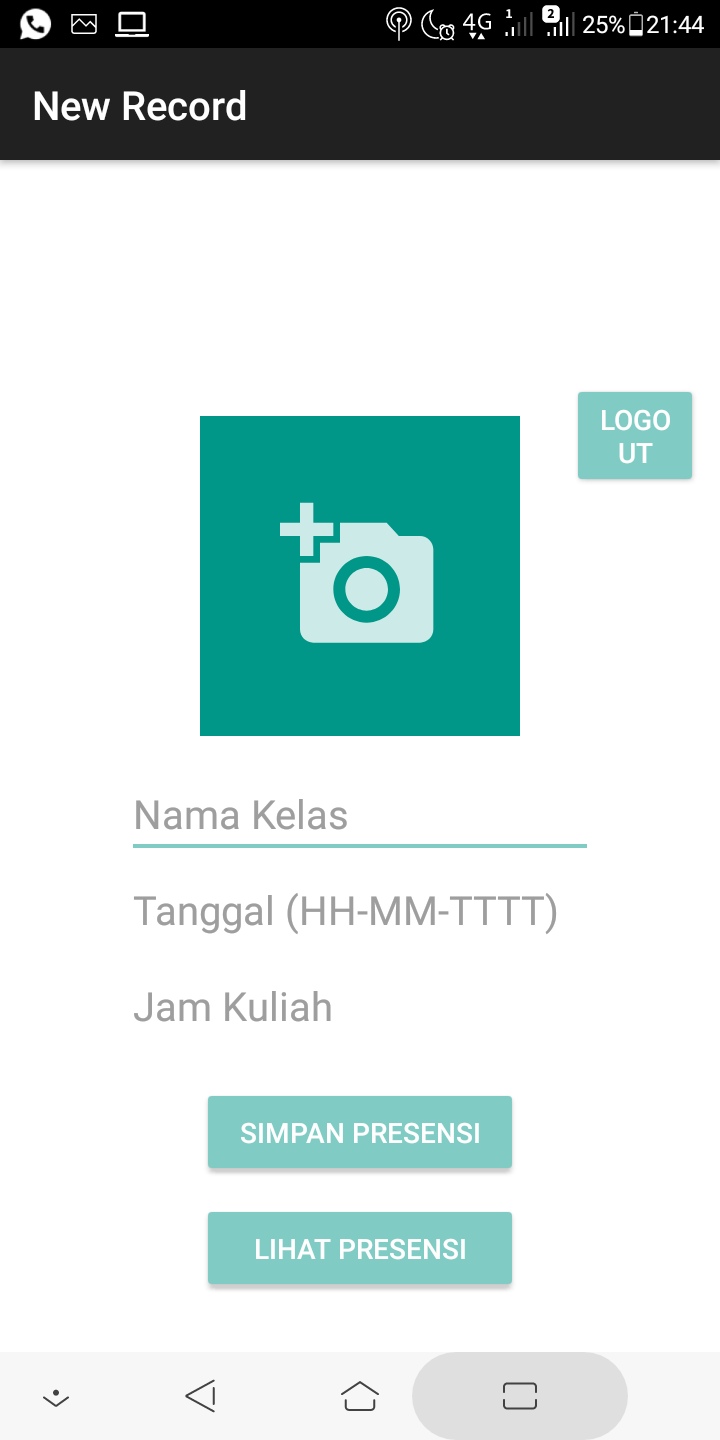 4G 1 2 25% 21:44
New Record
LOGO
UT
Nama Kelas
Tanggal (HH-MM-TTTT)
Jam Kuliah
SIMPAN PRESENSI
LIHAT PRESENSI